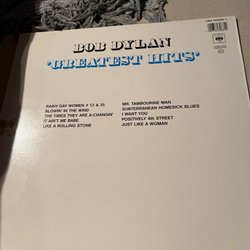 BOB DYLAN
'GREATEST HITS'
RAINY DAY WOMEN # 12 & 35
BLOWIN' IN THE MIND
THE TIMES THEY ARE A-CHANGIN'
IT AIN'T ME BABE
LIKE A ROLLING STONE
MR. TAMBOURINE MAN
SUBTERRANEAN HOMESICK BLUES
I WANT YOU
POSITIVELY 4th STREET
JUST LIKE A WOMAN